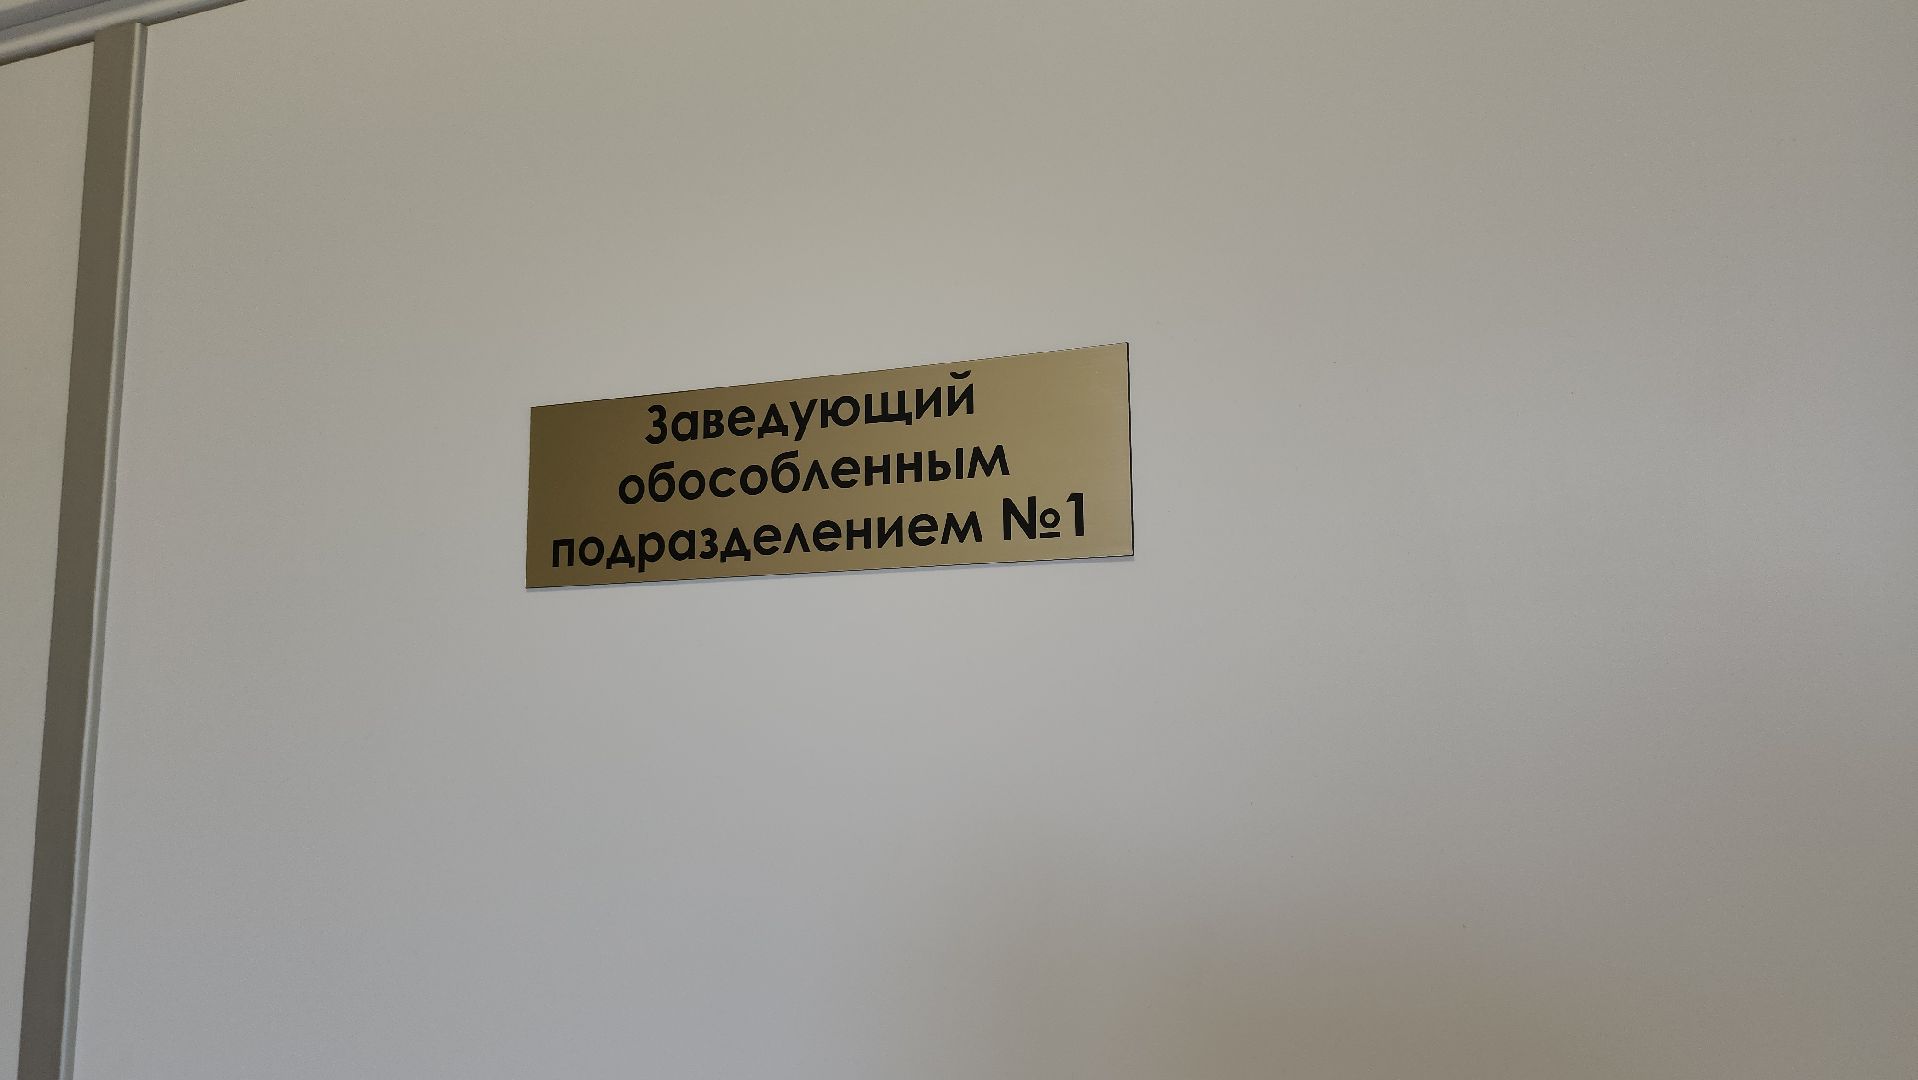 Заведующий
обособленным
подразделением №1